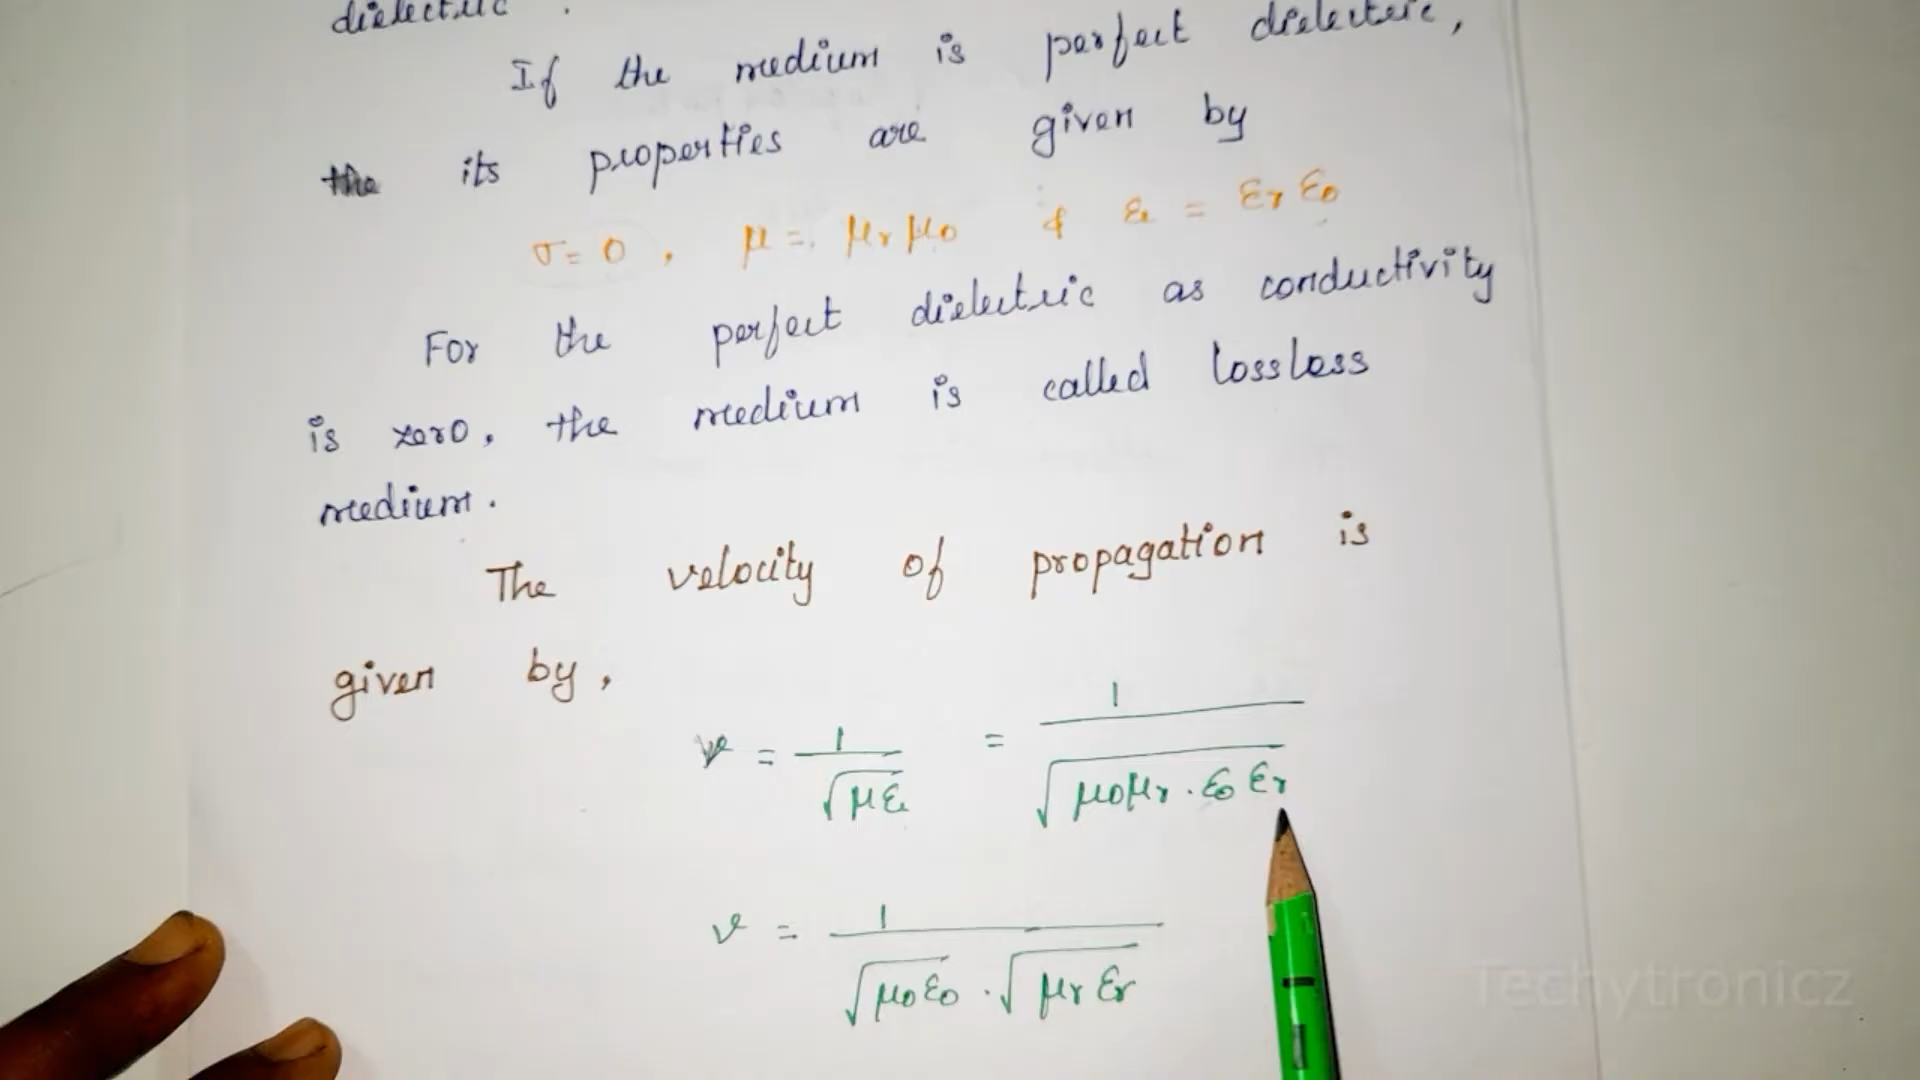 dielectric.
If the medium is perfect dielectric,
the its properties are given by
σ = 0, μ = μr μ0 & ε = εr ε0
For the perfect dielectric as conductivity
is zero, the medium is called lossless
medium.
The velocity of propagation is
given by,
v = 1 / √με = 1 / √μ0μr . ε0 εr
v = 1 / √μ0ε0 . √μr εr
Techytronicz